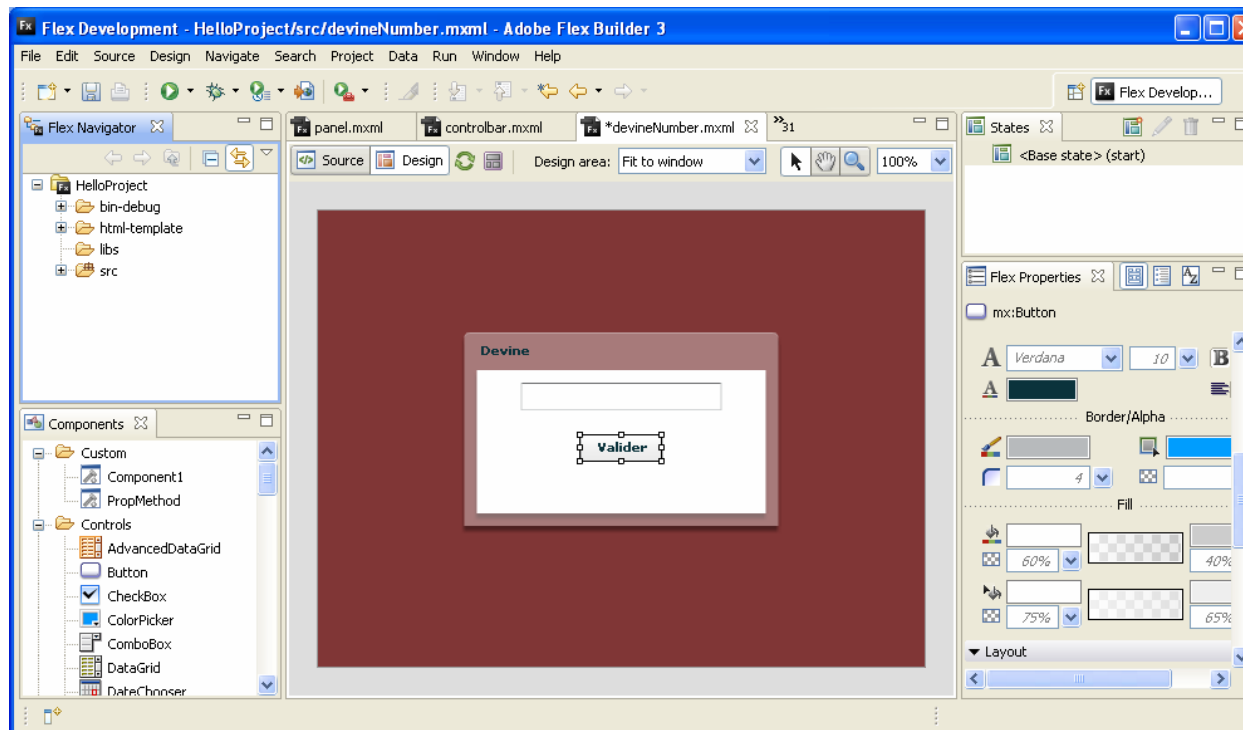 Flex Development - HelloProject/src/devineNumber.mxml - Adobe Flex Builder 3
File Edit Source Design Navigate Search Project Data Run Window Help
Flex Develop...
Flex Navigator
HelloProject
bin-debug
html-template
libs
src
Components
Custom
Component1
PropMethod
Controls
AdvancedDataGrid
Button
CheckBox
ColorPicker
ComboBox
DataGrid
DateChooser
panel.mxml controlbar.mxml *devineNumber.mxml »31
Source Design Design area: Fit to window 100%
Devine
Valider
States
<Base state> (start)
Flex Properties
mx:Button
Verdana 10 B
Border/Alpha
4
Fill
60% 40%
75% 65%
Layout